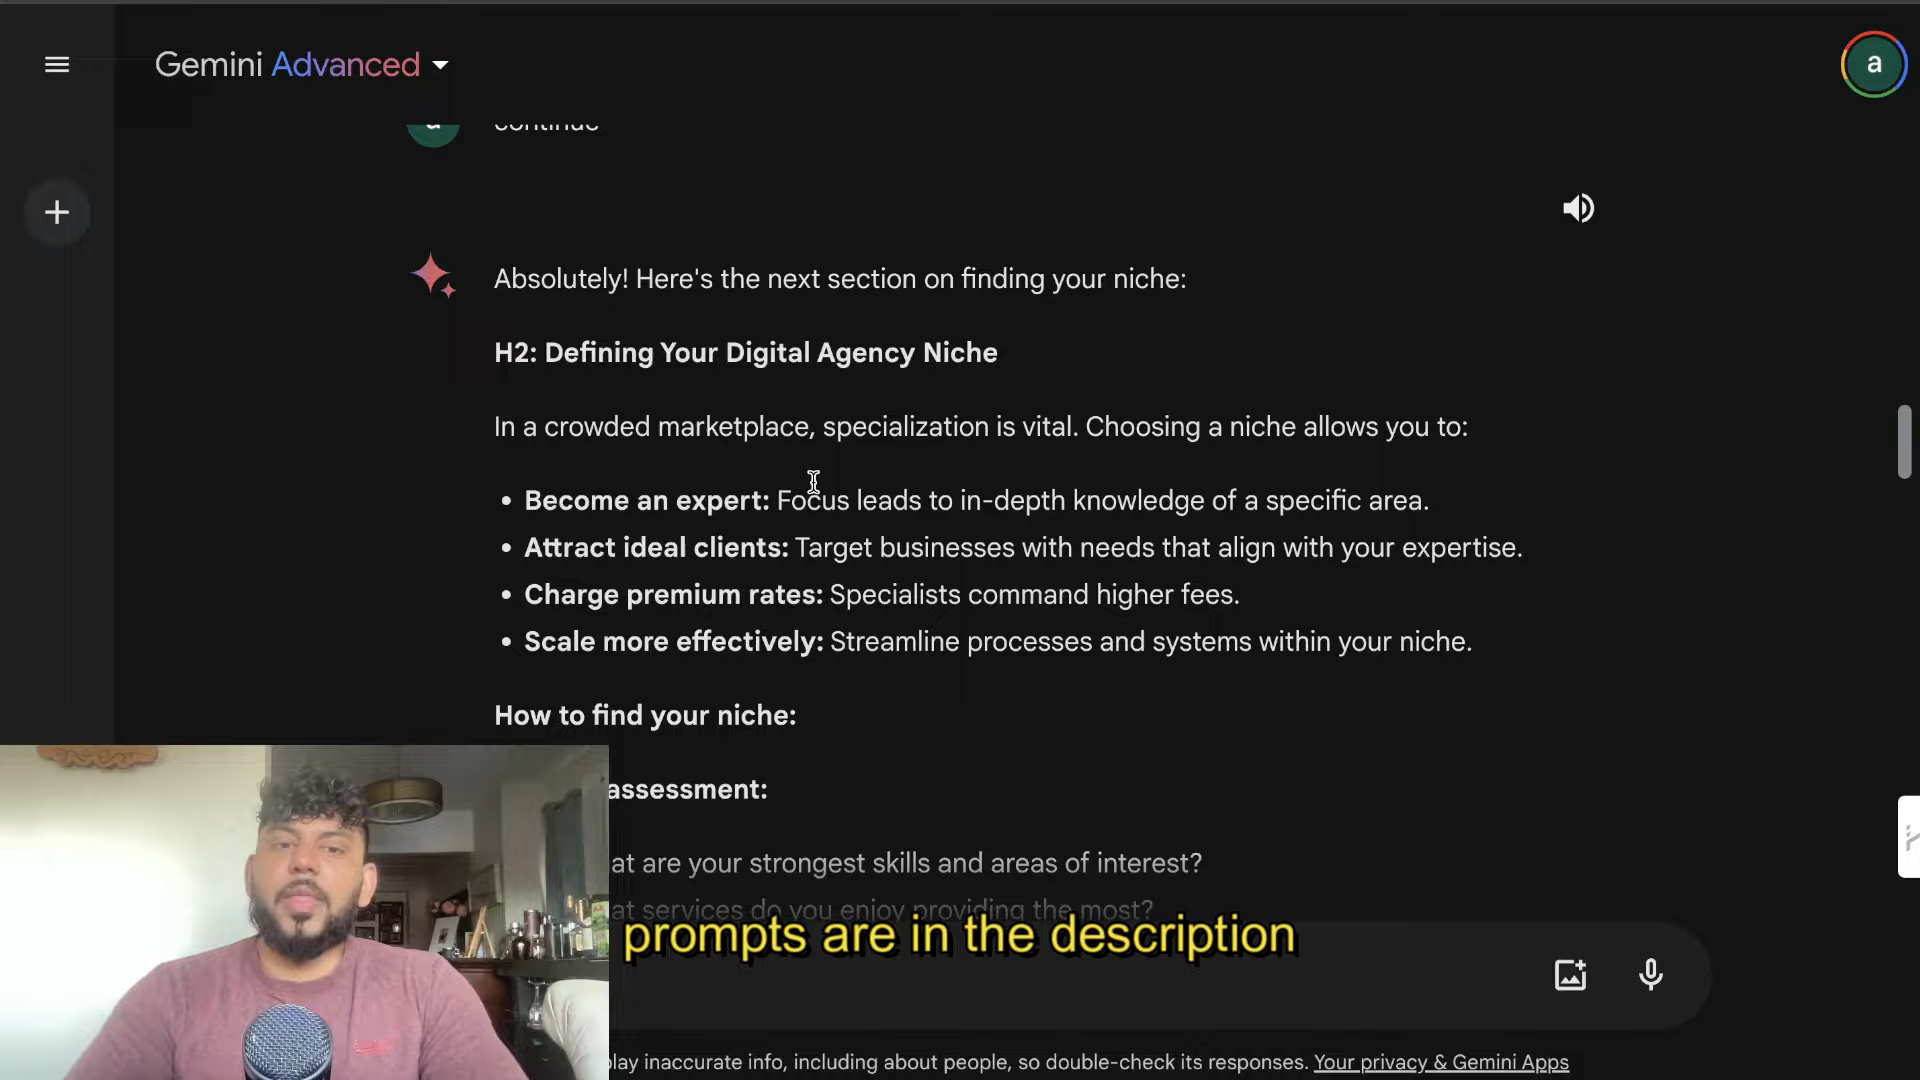 Gemini Advanced
a
continue
Absolutely! Here's the next section on finding your niche:
H2: Defining Your Digital Agency Niche
In a crowded marketplace, specialization is vital. Choosing a niche allows you to:
• Become an expert: Focus leads to in-depth knowledge of a specific area.
• Attract ideal clients: Target businesses with needs that align with your expertise.
• Charge premium rates: Specialists command higher fees.
• Scale more effectively: Streamline processes and systems within your niche.
How to find your niche:
assessment:
at are your strongest skills and areas of interest?
at services do you enjoy providing the most?
prompts are in the description
play inaccurate info, including about people, so double-check its responses. Your privacy & Gemini Apps